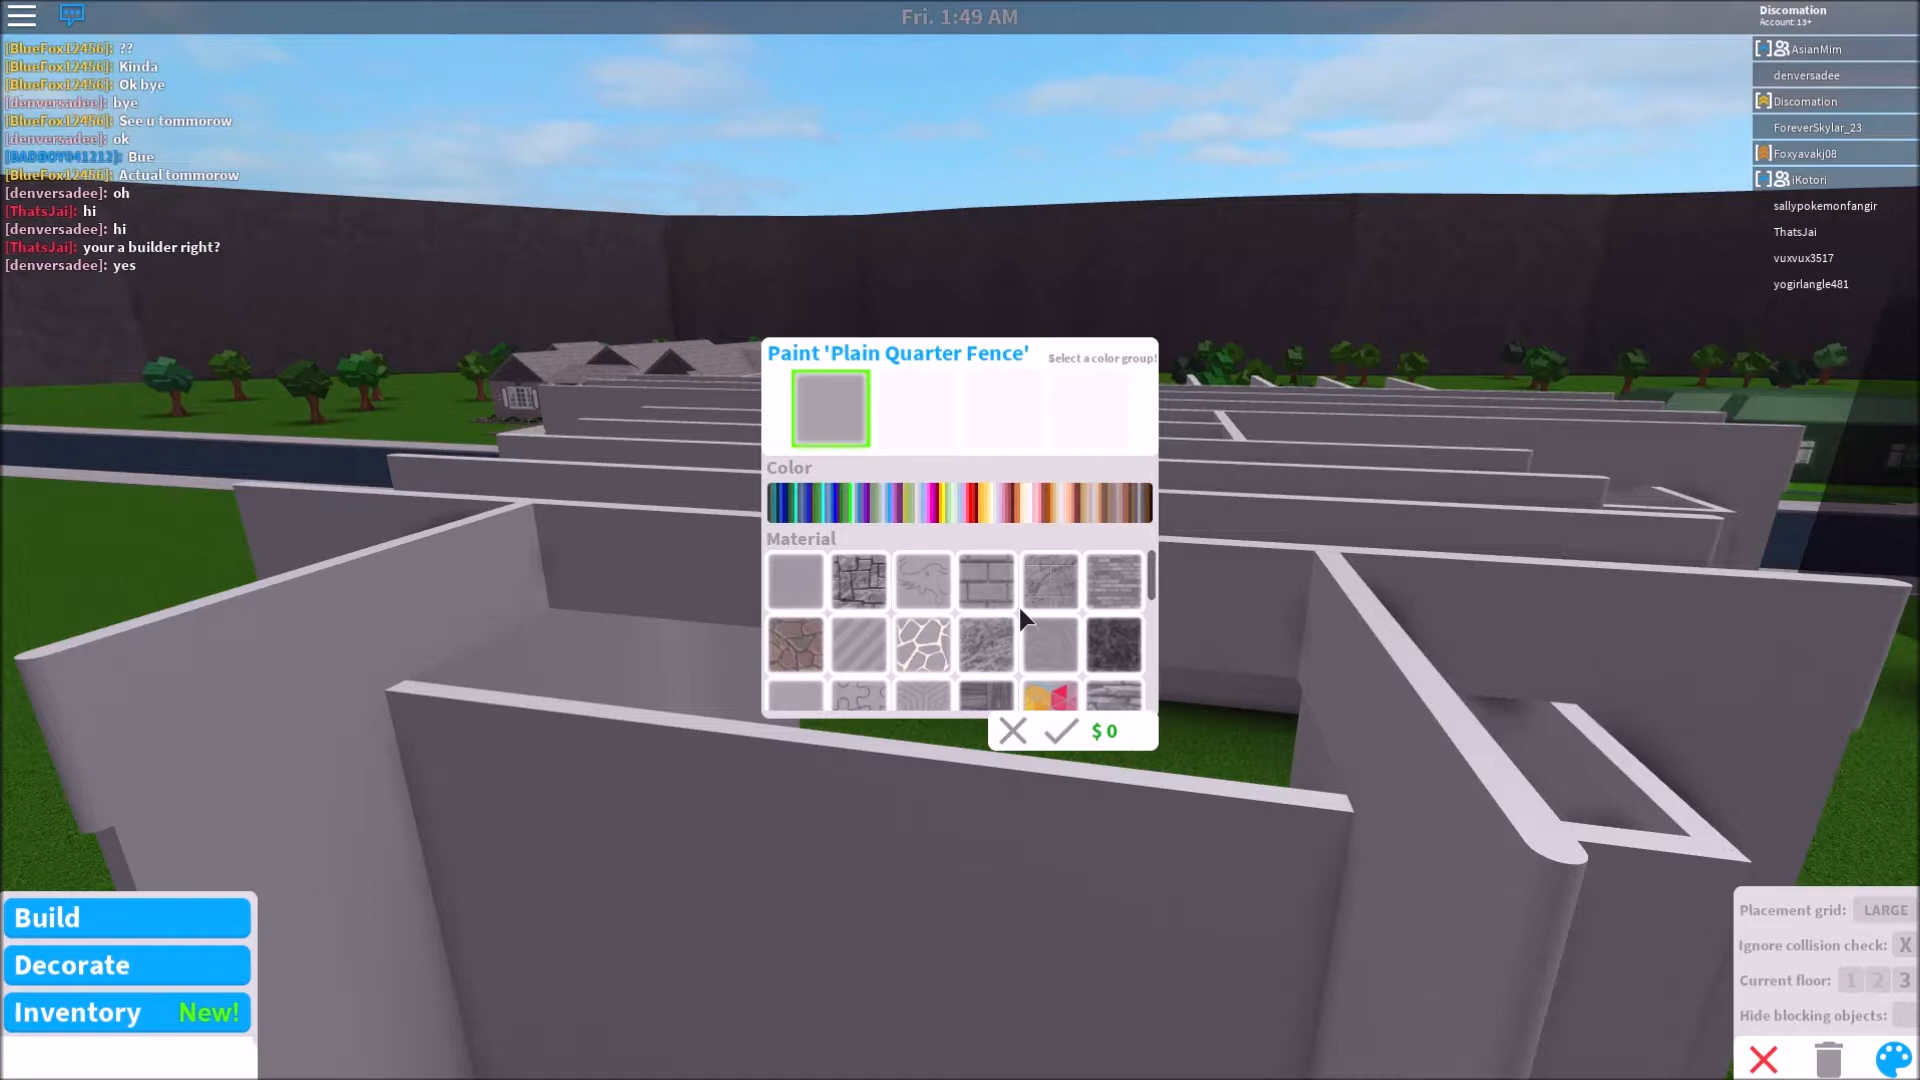 Fri. 1:49 AM
Discomation
Account: 13+
[BlueFox12456]: ??
[BlueFox12456]: Kinda
[BlueFox12456]: Ok bye
[denversadee]: bye
[BlueFox12456]: See u tommorow
[denversadee]: ok
[BADBOY041212]: Bue
[BlueFox12456]: Actual tommorow
[denversadee]: oh
[ThatsJai]: hi
[denversadee]: hi
[ThatsJai]: your a builder right?
[denversadee]: yes
AsianMim
denversadee
Discomation
ForeverSkylar_23
Foxyavakj08
iKotori
sallypokemonfangir
ThatsJai
vuxvux3517
yogirlangle481
Paint 'Plain Quarter Fence'
Select a color group!
Color
Material
$ 0
Build
Decorate
Inventory New!
Placement grid: LARGE
Ignore collision check: X
Current floor: 1 2 3
Hide blocking objects: